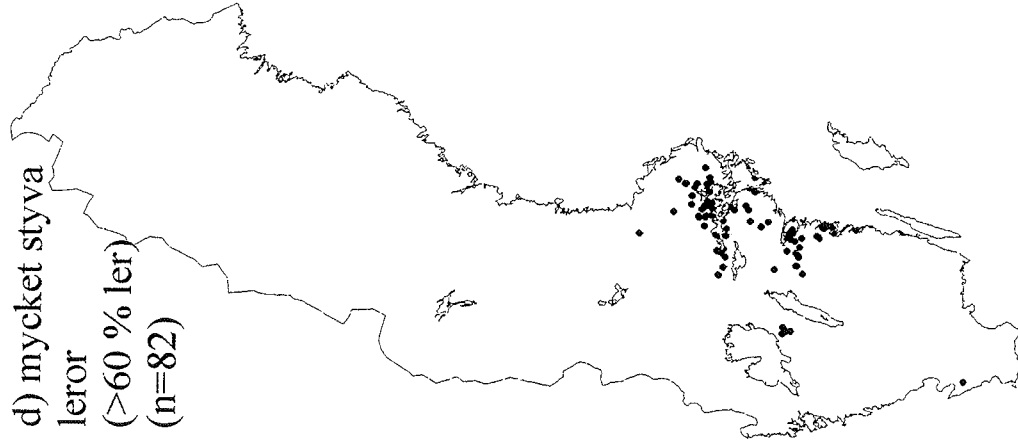 d) mycket styva
leror
(>60 % ler)
(n=82)